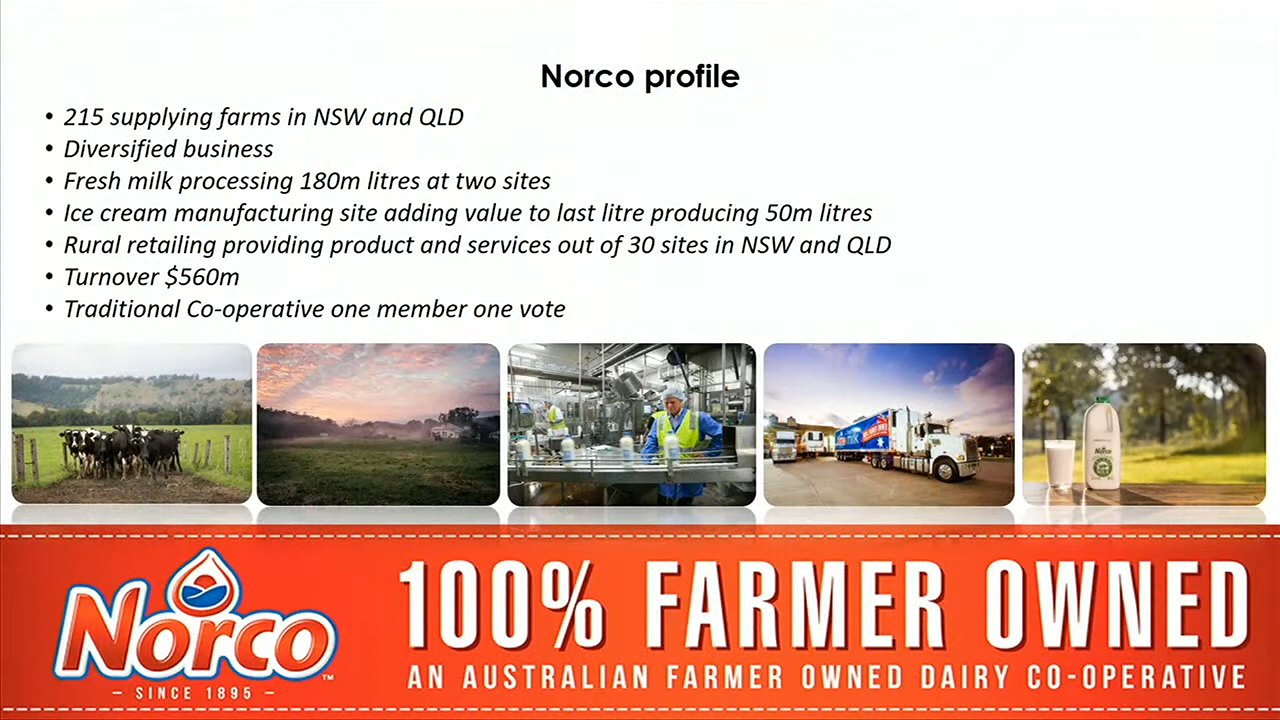 Norco profile
• 215 supplying farms in NSW and QLD
• Diversified business
• Fresh milk processing 180m litres at two sites
• Ice cream manufacturing site adding value to last litre producing 50m litres
• Rural retailing providing product and services out of 30 sites in NSW and QLD
• Turnover $560m
• Traditional Co-operative one member one vote
milk
Norco
Norco™
– SINCE 1895 –
100% FARMER OWNED
AN AUSTRALIAN FARMER OWNED DAIRY CO-OPERATIVE